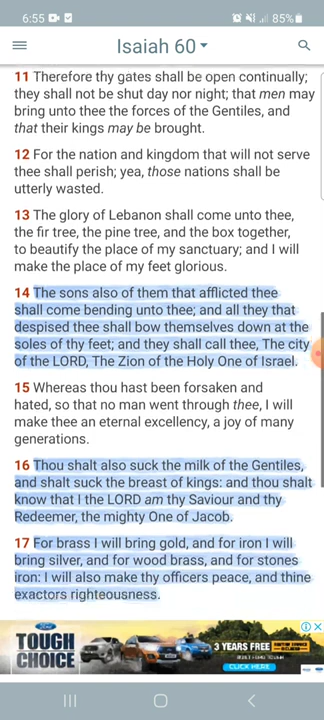 6:55 85%
Isaiah 60
11 Therefore thy gates shall be open continually;
they shall not be shut day nor night; that men may
bring unto thee the forces of the Gentiles, and
that their kings may be brought.
12 For the nation and kingdom that will not serve
thee shall perish; yea, those nations shall be
utterly wasted.
13 The glory of Lebanon shall come unto thee,
the fir tree, the pine tree, and the box together,
to beautify the place of my sanctuary; and I will
make the place of my feet glorious.
14 The sons also of them that afflicted thee
shall come bending unto thee; and all they that
despised thee shall bow themselves down at the
soles of thy feet; and they shall call thee, The city
of the LORD, The Zion of the Holy One of Israel.
15 Whereas thou hast been forsaken and
hated, so that no man went through thee, I will
make thee an eternal excellency, a joy of many
generations.
16 Thou shalt also suck the milk of the Gentiles,
and shalt suck the breast of kings: and thou shalt
know that I the LORD am thy Saviour and thy
Redeemer, the mighty One of Jacob.
17 For brass I will bring gold, and for iron I will
bring silver, and for wood brass, and for stones
iron: I will also make thy officers peace, and thine
exactors righteousness.
Ford
TOUGH
CHOICE
3 YEARS FREE
CLICK HERE